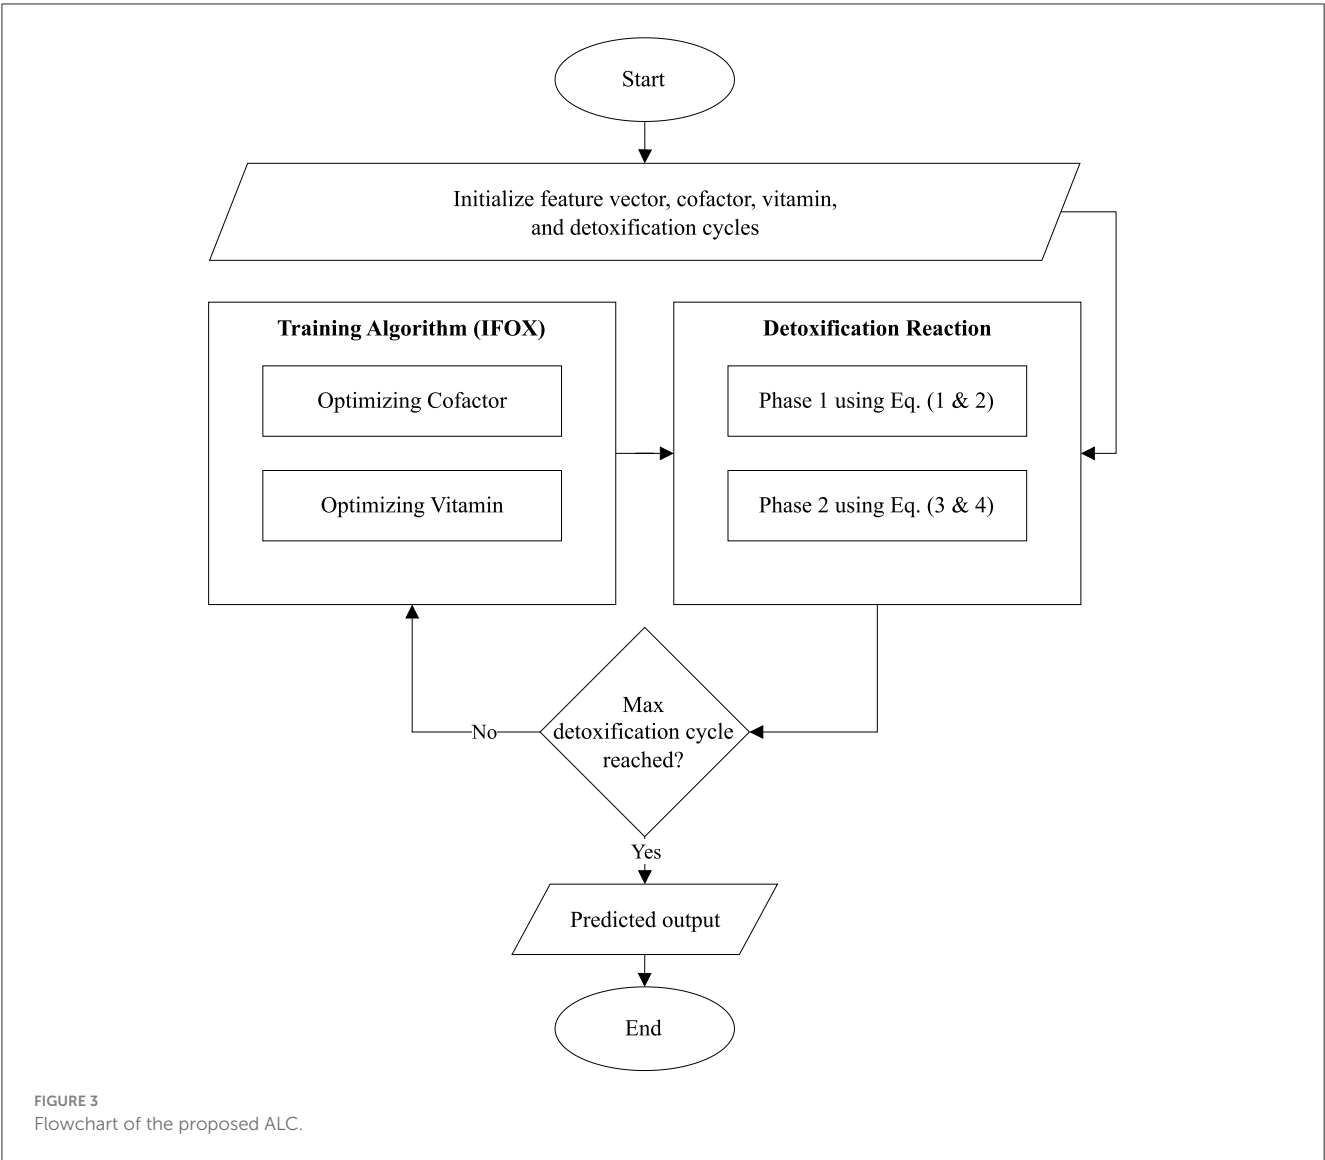 Start
Initialize feature vector, cofactor, vitamin,
and detoxification cycles
Training Algorithm (IFOX)
Optimizing Cofactor
Optimizing Vitamin
Detoxification Reaction
Phase 1 using Eq. (1 & 2)
Phase 2 using Eq. (3 & 4)
Max
detoxification cycle
reached?
No
Yes
Predicted output
End
FIGURE 3
Flowchart of the proposed ALC.